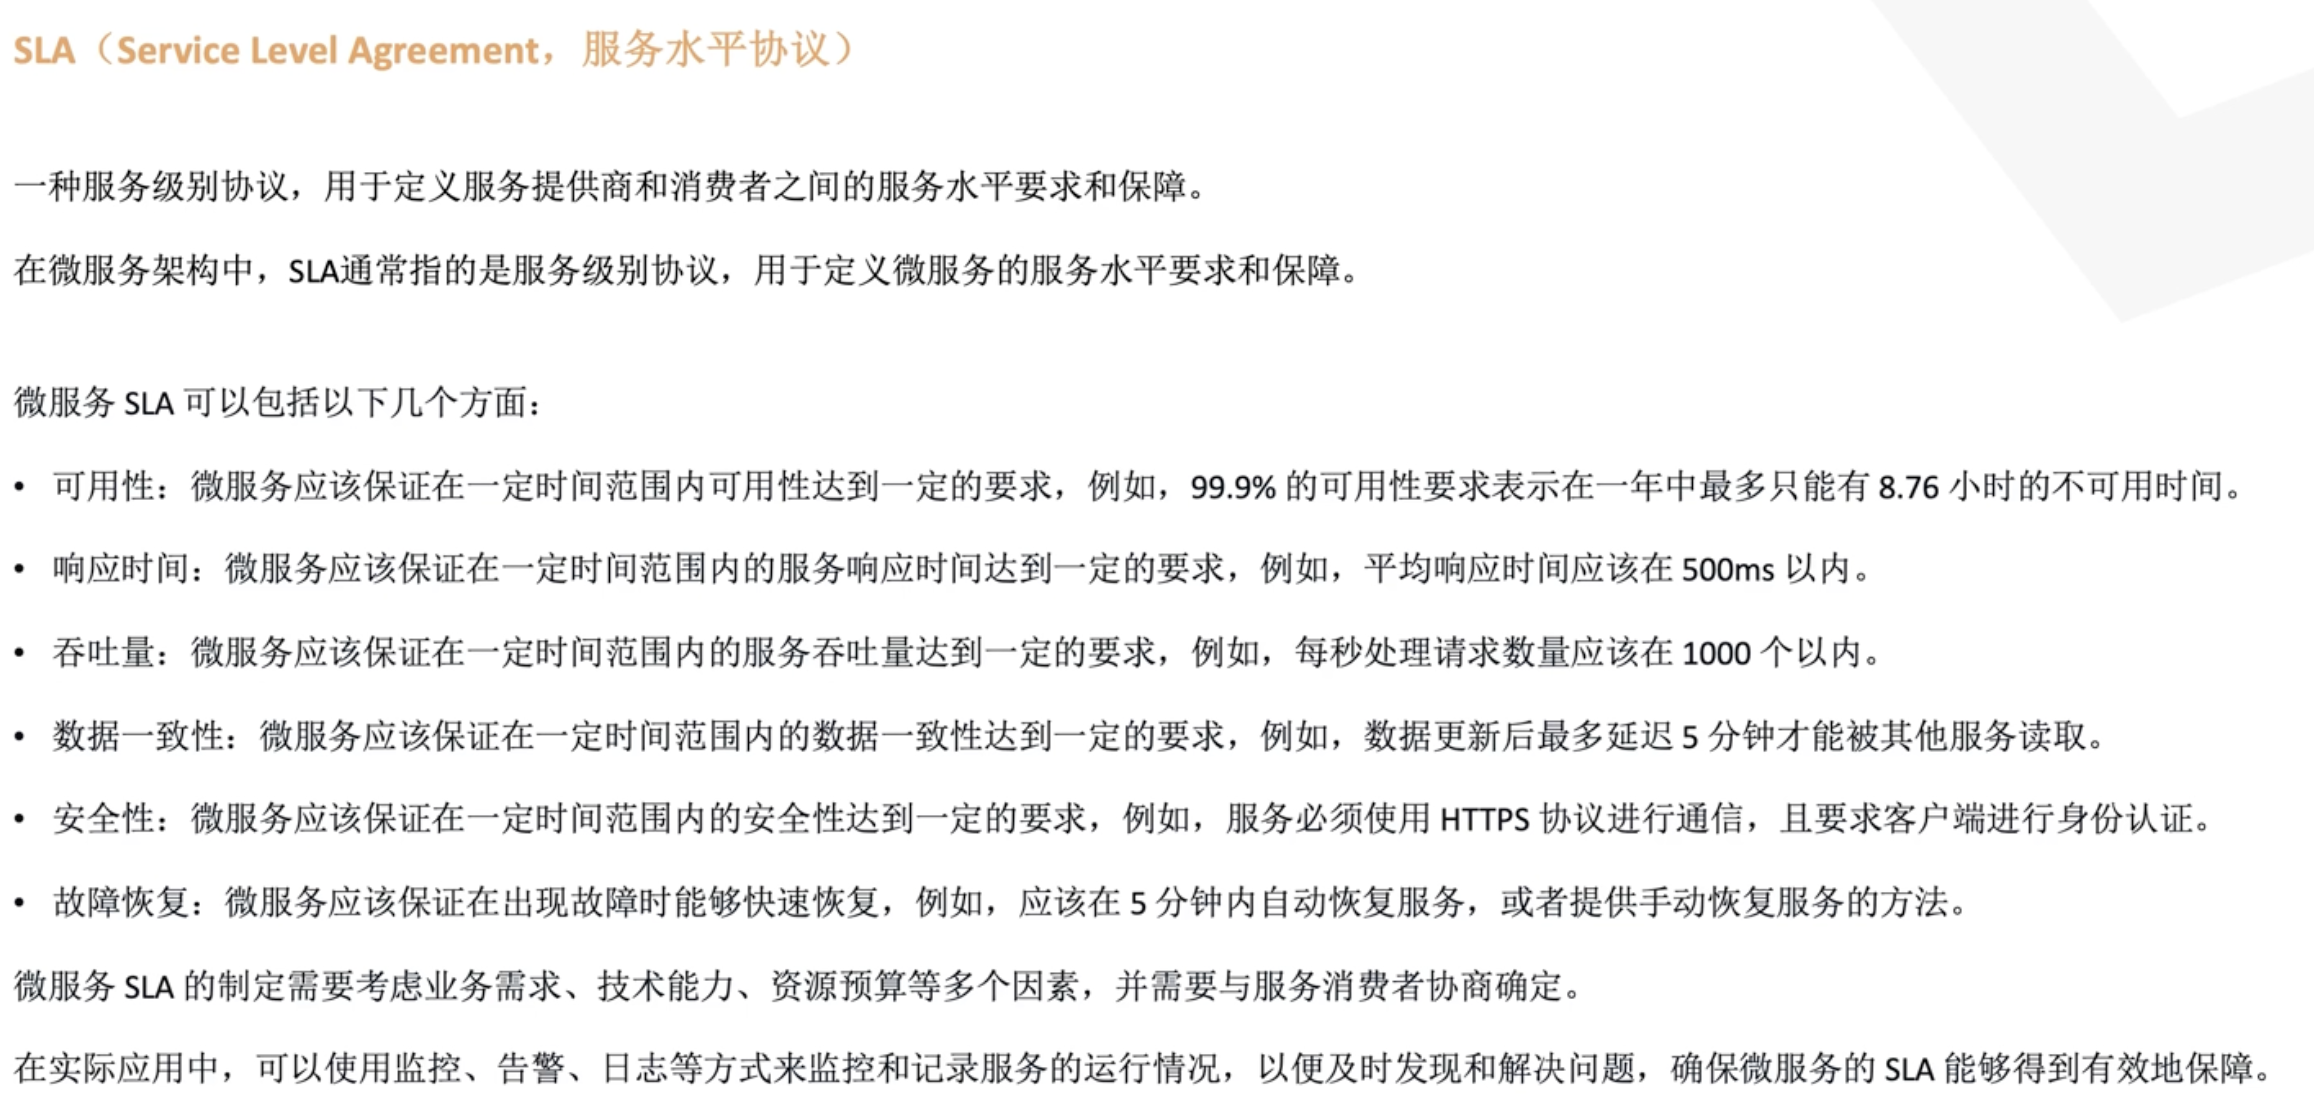 SLA（Service Level Agreement，服务水平协议）
一种服务级别协议，用于定义服务提供商和消费者之间的服务水平要求和保障。
在微服务架构中，SLA通常指的是服务级别协议，用于定义微服务的服务水平要求和保障。
微服务 SLA 可以包括以下几个方面：
• 可用性：微服务应该保证在一定时间范围内可用性达到一定的要求，例如，99.9% 的可用性要求表示在一年中最多只能有 8.76 小时的不可用时间。
• 响应时间：微服务应该保证在一定时间范围内的服务响应时间达到一定的要求，例如，平均响应时间应该在 500ms 以内。
• 吞吐量：微服务应该保证在一定时间范围内的服务吞吐量达到一定的要求，例如，每秒处理请求数量应该在 1000 个以内。
• 数据一致性：微服务应该保证在一定时间范围内的数据一致性达到一定的要求，例如，数据更新后最多延迟 5 分钟才能被其他服务读取。
• 安全性：微服务应该保证在一定时间范围内的安全性达到一定的要求，例如，服务必须使用 HTTPS 协议进行通信，且要求客户端进行身份认证。
• 故障恢复：微服务应该保证在出现故障时能够快速恢复，例如，应该在 5 分钟内自动恢复服务，或者提供手动恢复服务的方法。
微服务 SLA 的制定需要考虑业务需求、技术能力、资源预算等多个因素，并需要与服务消费者协商确定。
在实际应用中，可以使用监控、告警、日志等方式来监控和记录服务的运行情况，以便及时发现和解决问题，确保微服务的 SLA 能够得到有效地保障。